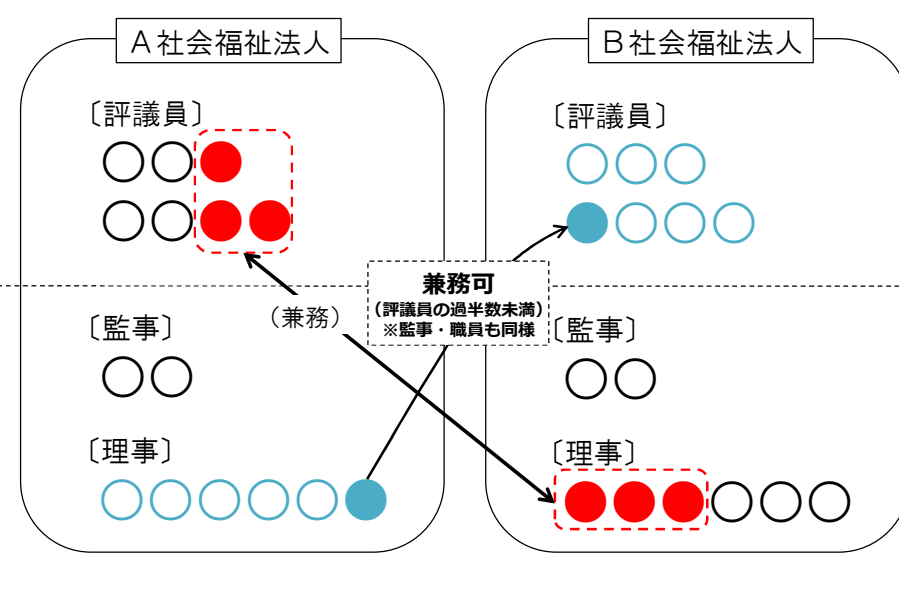 A社会福祉法人
B社会福祉法人
〔評議員〕
〔評議員〕
兼務可
（評議員の過半数未満）
※監事・職員も同様
（兼務）
〔監事〕
〔監事〕
〔理事〕
〔理事〕